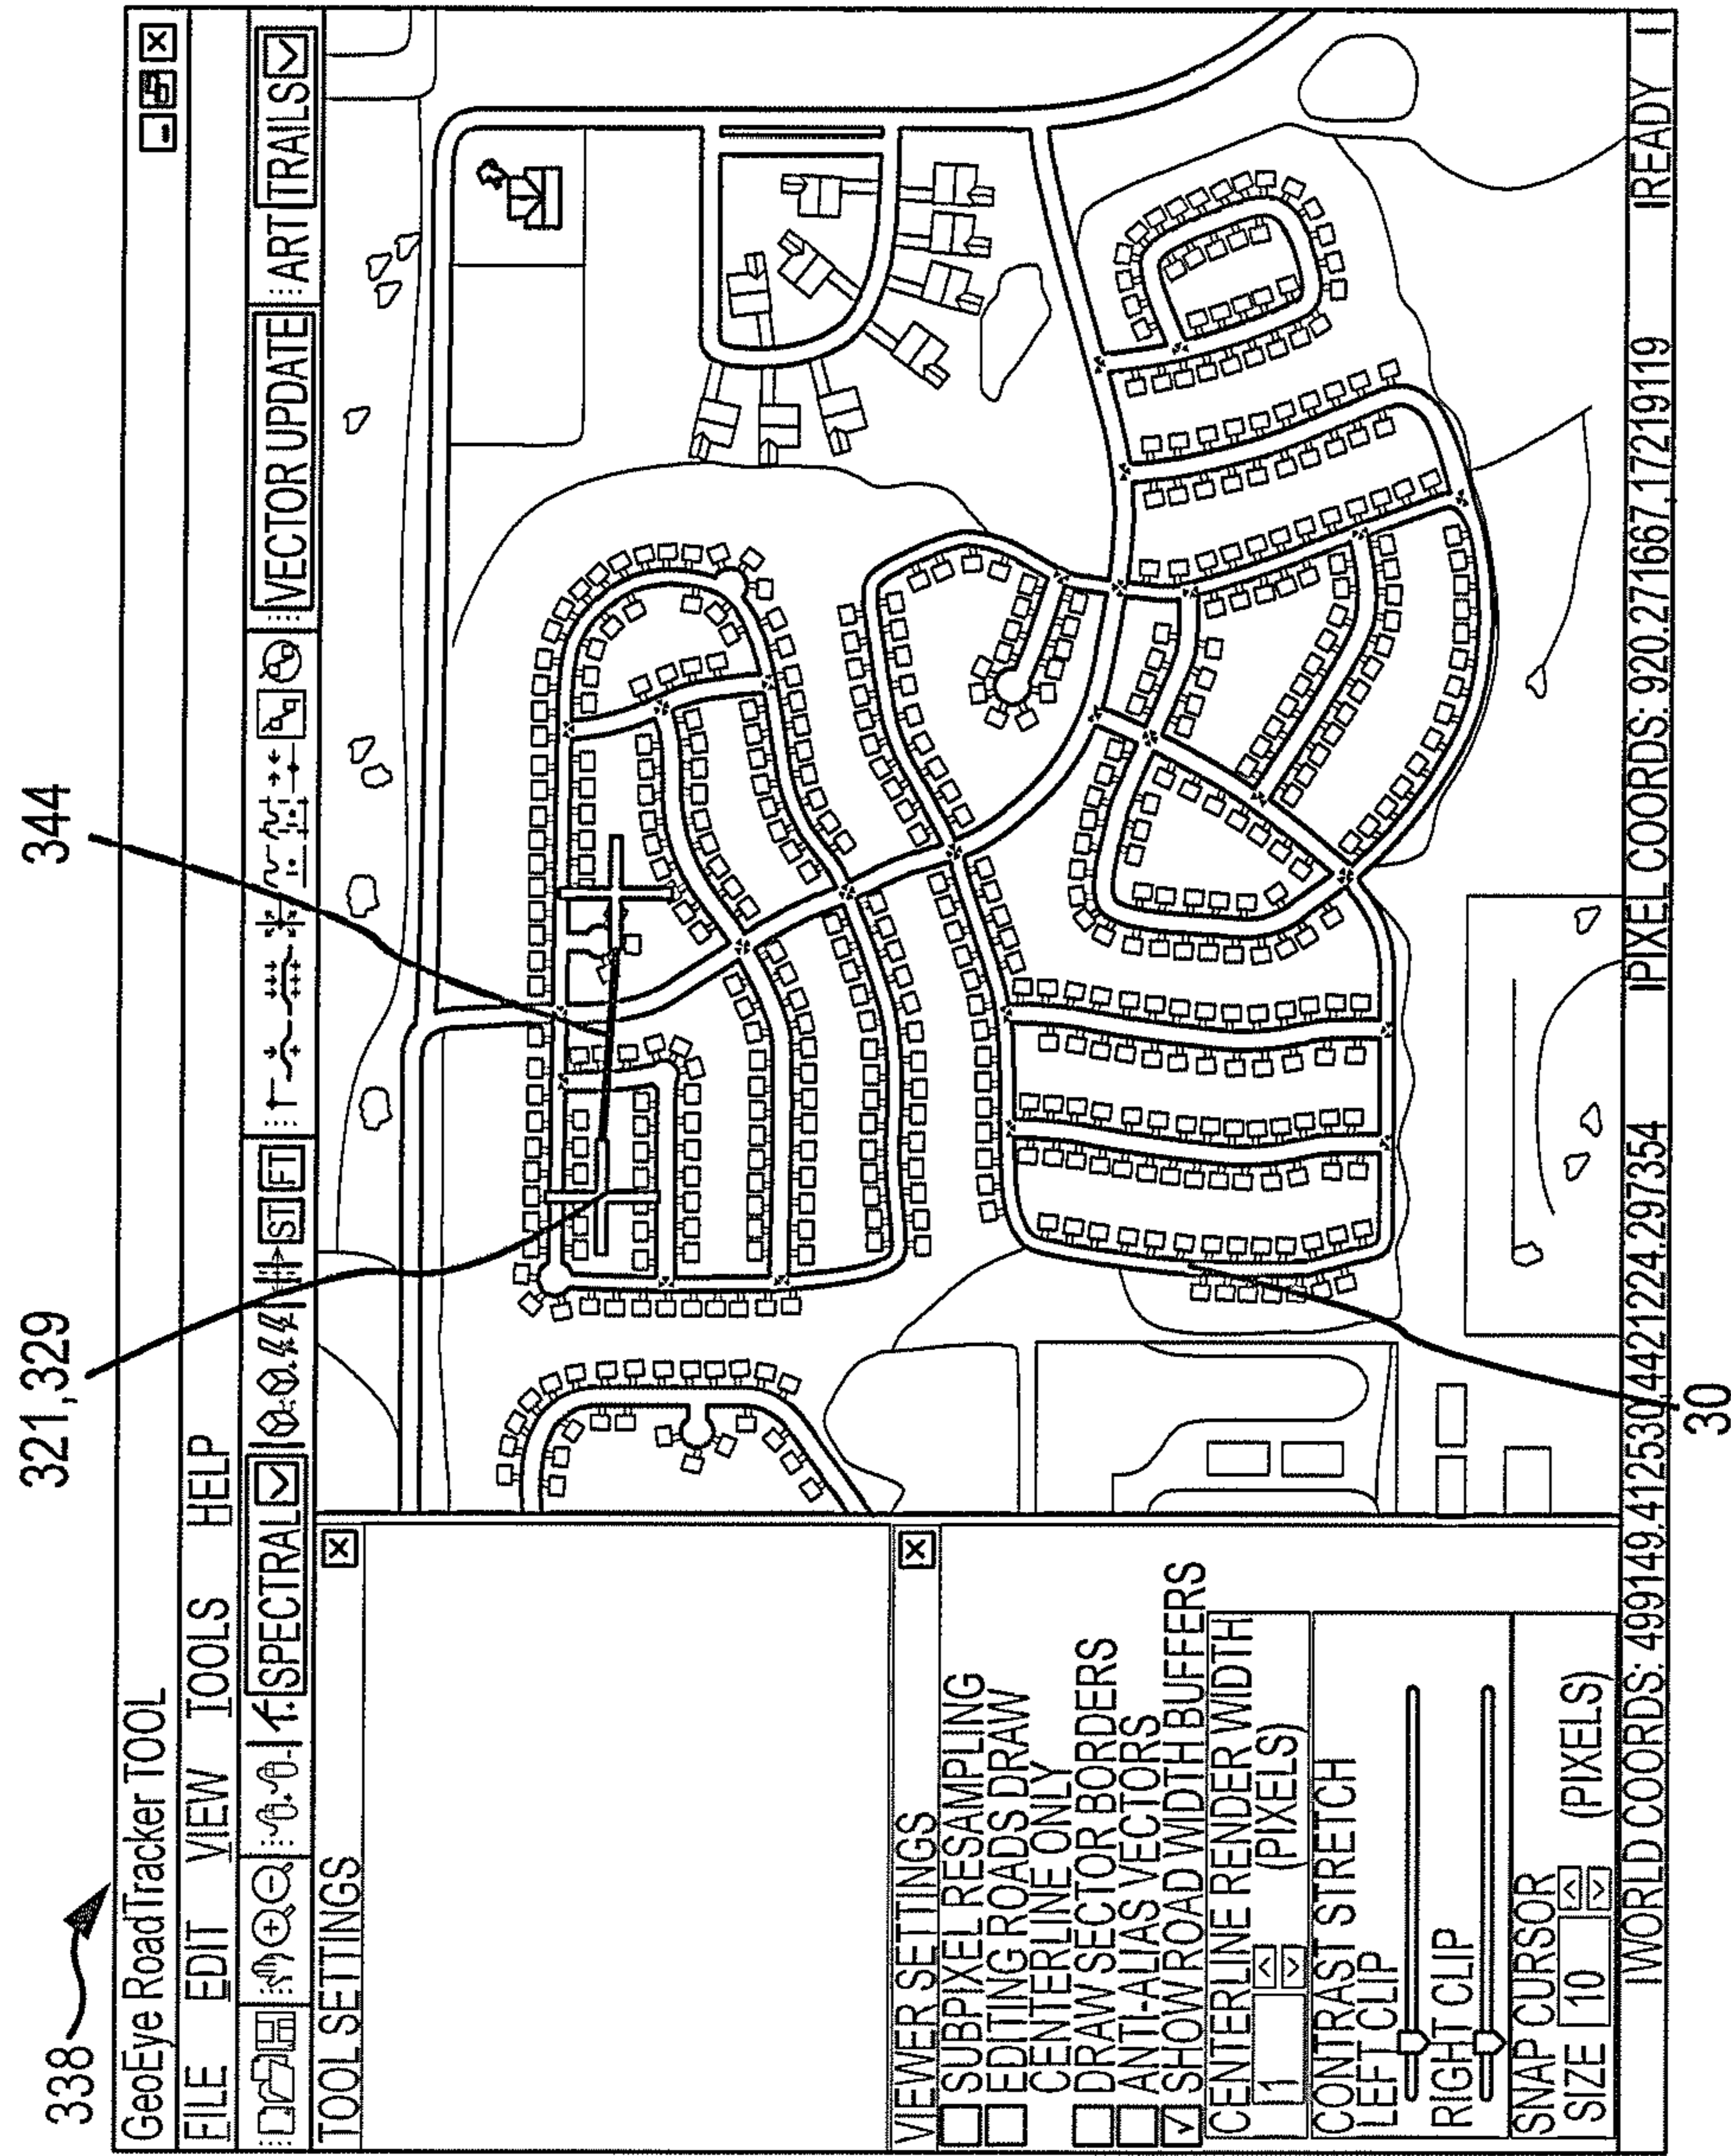 338
321,329
344
GeoEye RoadTracker TOOL
FILE EDIT VIEW TOOLS HELP
SPECTRAL ST FT VECTOR UPDATE ART TRAILS
TOOL SETTINGS
VIEWER SETTINGS
SUBPIXEL RESAMPLING
EDITING ROADS DRAW
CENTERLINE ONLY
DRAW SECTOR BORDERS
ANTI-ALIAS VECTORS
SHOW ROAD WIDTH BUFFERS
CENTERLINE RENDER WIDTH
1 (PIXELS)
CONTRAST STRETCH
LEFT CLIP
RIGHT CLIP
SNAP CURSOR
SIZE 10 (PIXELS)
WORLD COORDS: 499149.412530,4421224.297354 PIXEL COORDS: 920.271667,1721.9119 READY
30